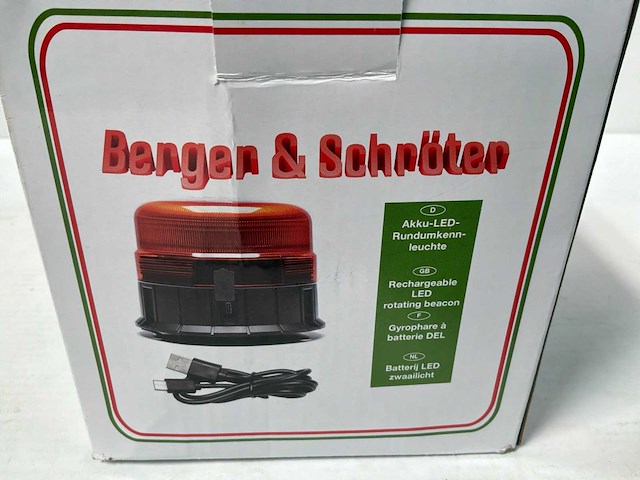 Berger & Schröter
D
Akku-LED-
Rundumkenn-
leuchte
GB
Rechargeable
LED
rotating beacon
F
Gyrophare à
batterie DEL
NL
Batterij LED
zwaailicht